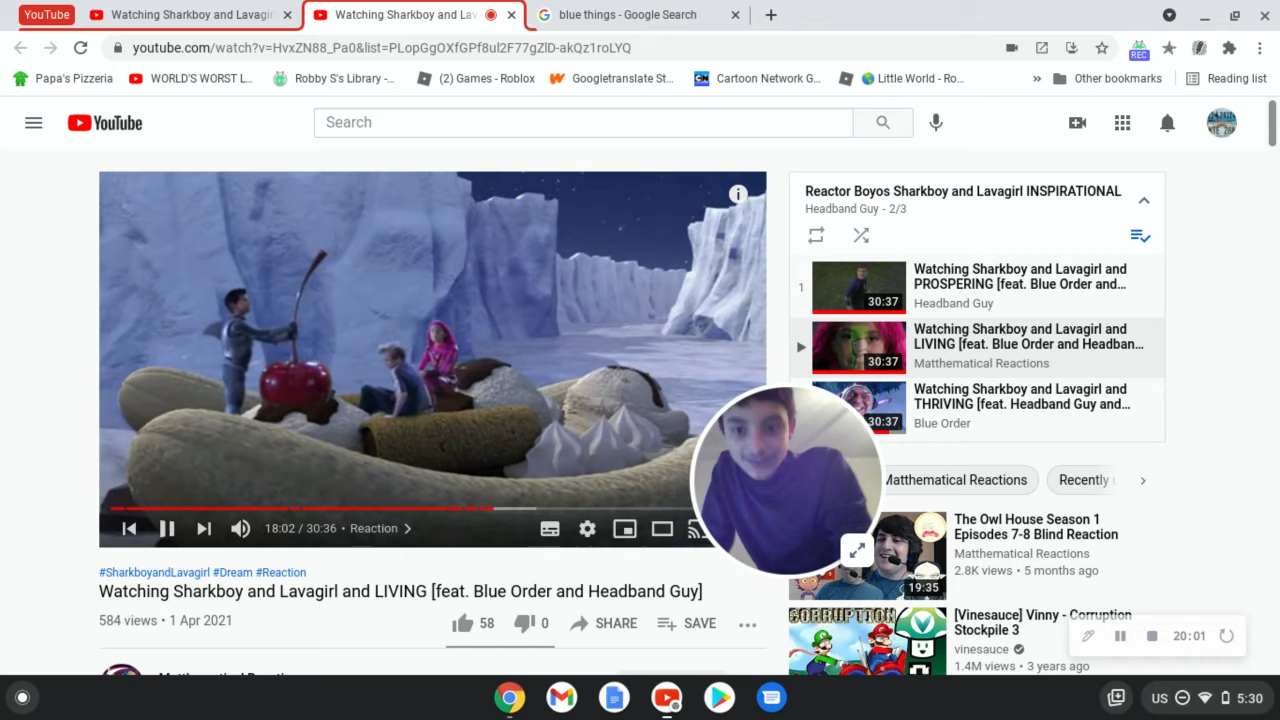 YouTube
Watching Sharkboy and Lavagir
Watching Sharkboy and Lav
blue things - Google Search
youtube.com/watch?v=HvxZN88_Pa0&list=PLopGgOXfGPf8ul2F77gZlD-akQz1roLYQ
REC
Papa's Pizzeria
WORLD'S WORST L...
Robby S's Library -...
(2) Games - Roblox
Googletranslate St...
CN
Cartoon Network G...
Little World - Ro...
»
Other bookmarks
Reading list
YouTube
Search
Reactor Boyos Sharkboy and Lavagirl INSPIRATIONAL
Headband Guy - 2/3
1
30:37
Watching Sharkboy and Lavagirl and
PROSPERING [feat. Blue Order and...
Headband Guy
30:37
Watching Sharkboy and Lavagirl and
LIVING [feat. Blue Order and Headban...
Matthematical Reactions
30:37
Watching Sharkboy and Lavagirl and
THRIVING [feat. Headband Guy and...
Blue Order
18:02 / 30:36 • Reaction
Matthematical Reactions
Recently
19:35
The Owl House Season 1
Episodes 7-8 Blind Reaction
Matthematical Reactions
2.8K views • 5 months ago
#SharkboyandLavagirl #Dream #Reaction
Watching Sharkboy and Lavagirl and LIVING [feat. Blue Order and Headband Guy]
584 views • 1 Apr 2021
58
0
SHARE
SAVE
CORRUPTION
[Vinesauce] Vinny - Corruption
Stockpile 3
vinesauce
1.4M views • 3 years ago
20:01
US
5:30